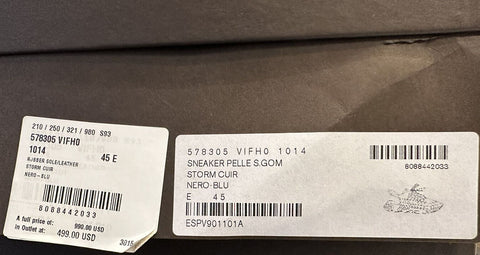 210 / 250 / 321 / 980 S93
578305 VIFH0
1014
45 E
RUBBER SOLE/LEATHER
STORM CUIR
NERO-BLU
8088442033
A full price of: 990.00 USD
in Outlet at: 499.00 USD
3015
578305 VIFH0 1014
SNEAKER PELLE S.GOM
STORM CUIR
NERO-BLU
E 45
ESPV901101A
8088442033